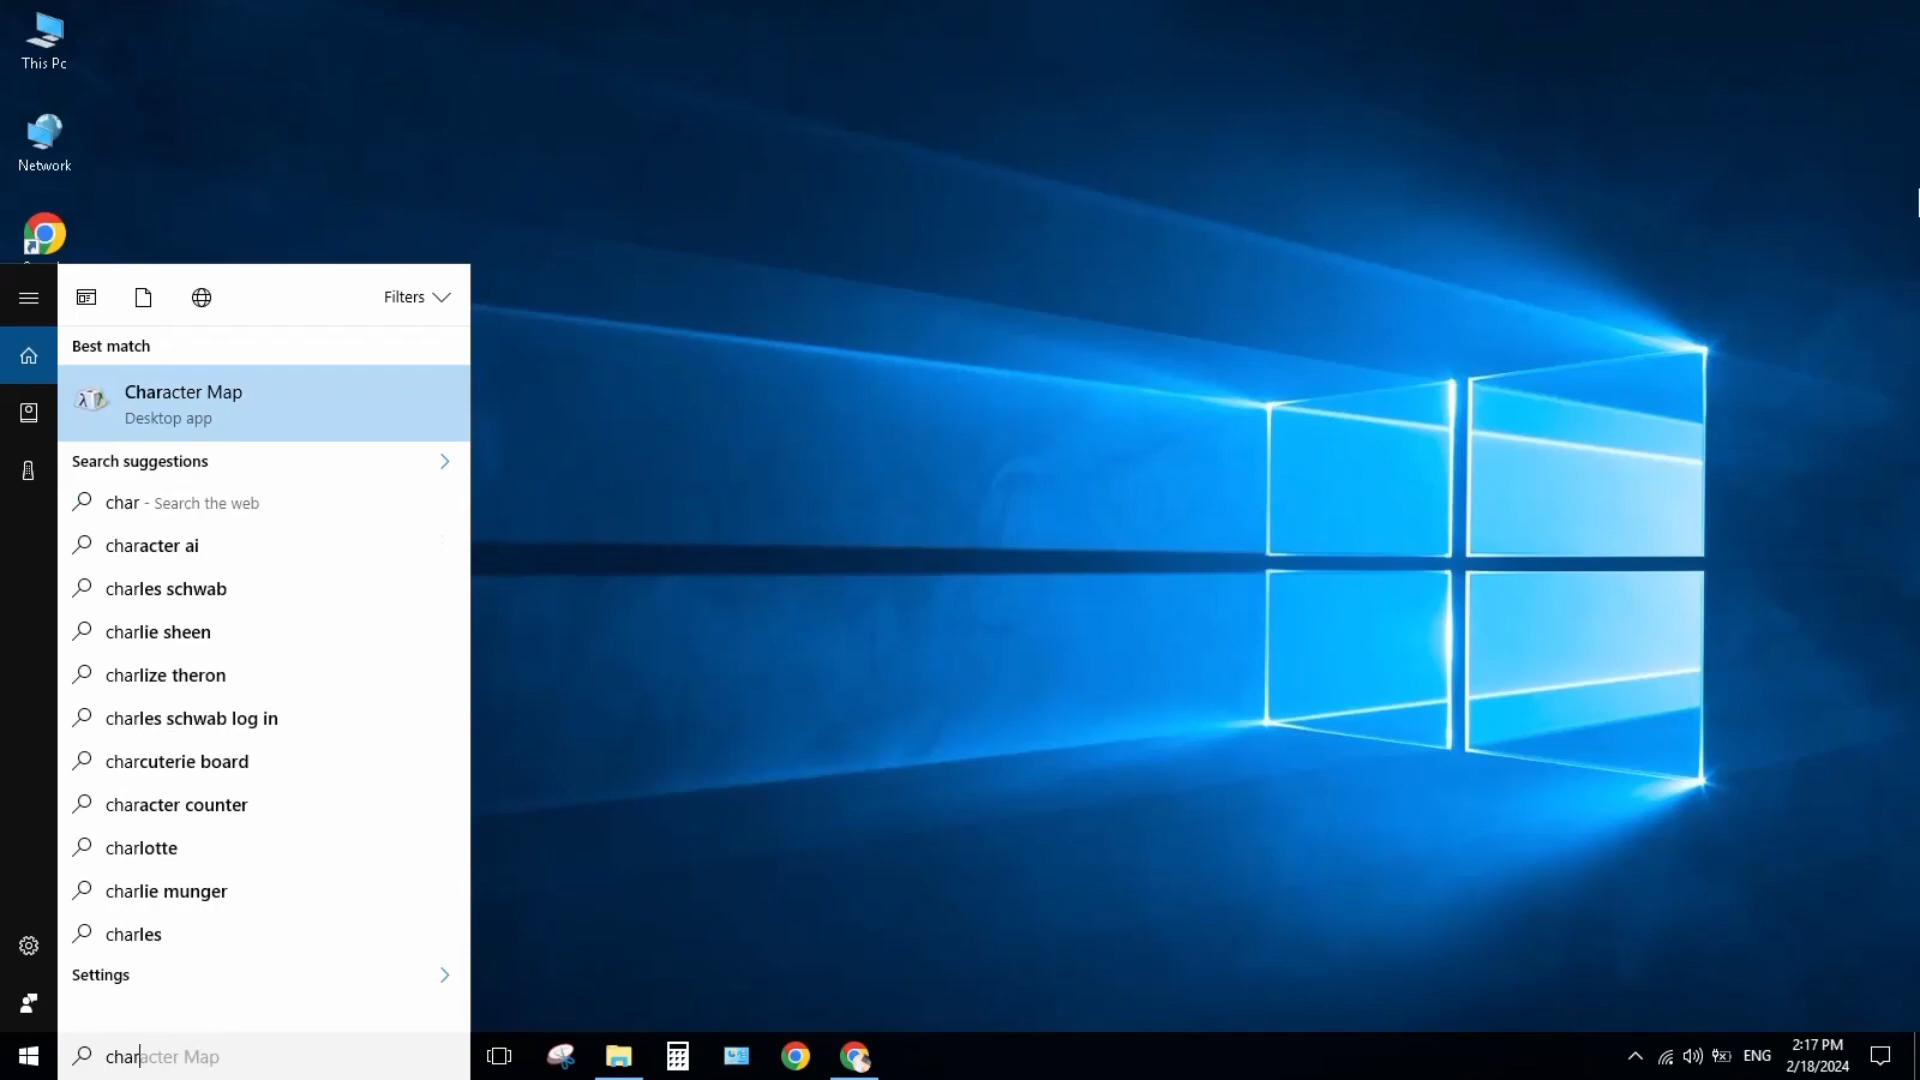 This Pc
Network
Filters
Best match
Character Map
Desktop app
Search suggestions
char - Search the web
character ai
charles schwab
charlie sheen
charlize theron
charles schwab log in
charcuterie board
character counter
charlotte
charlie munger
charles
Settings
character Map
ENG
2:17 PM
2/18/2024